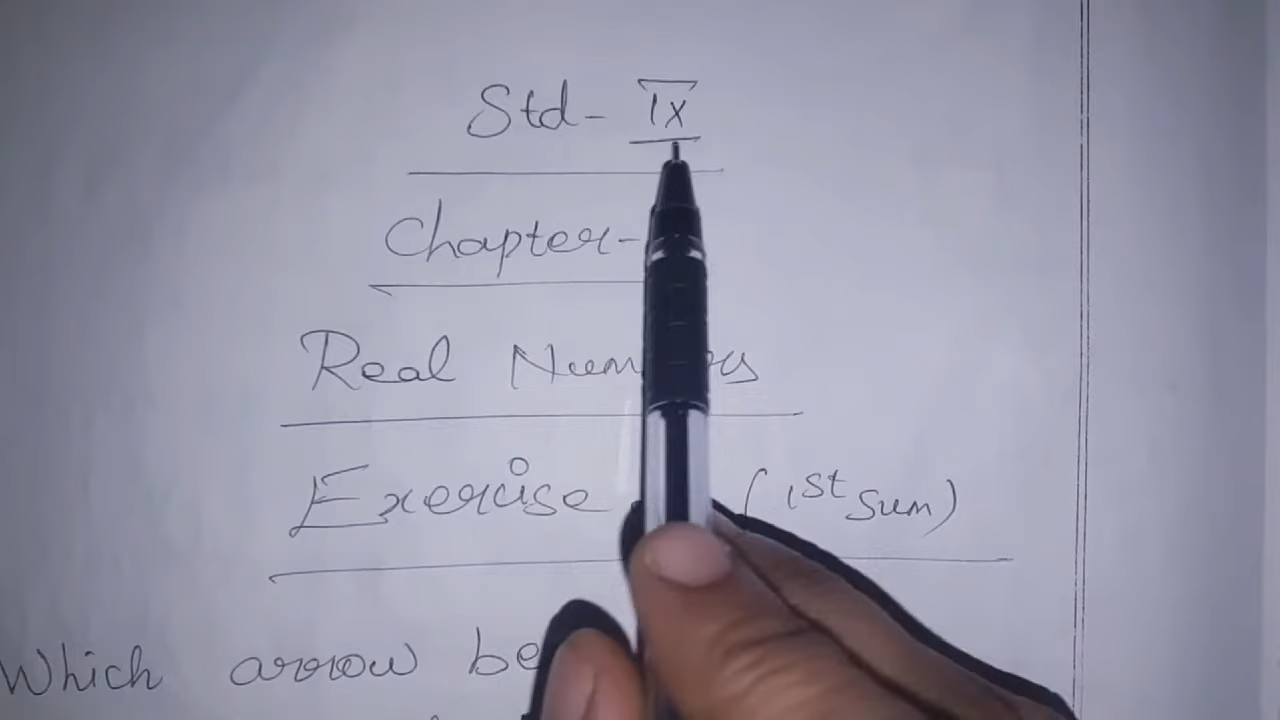 Std- IX
Chapter-
Real
Exercise (1st Sum)
Which arrow